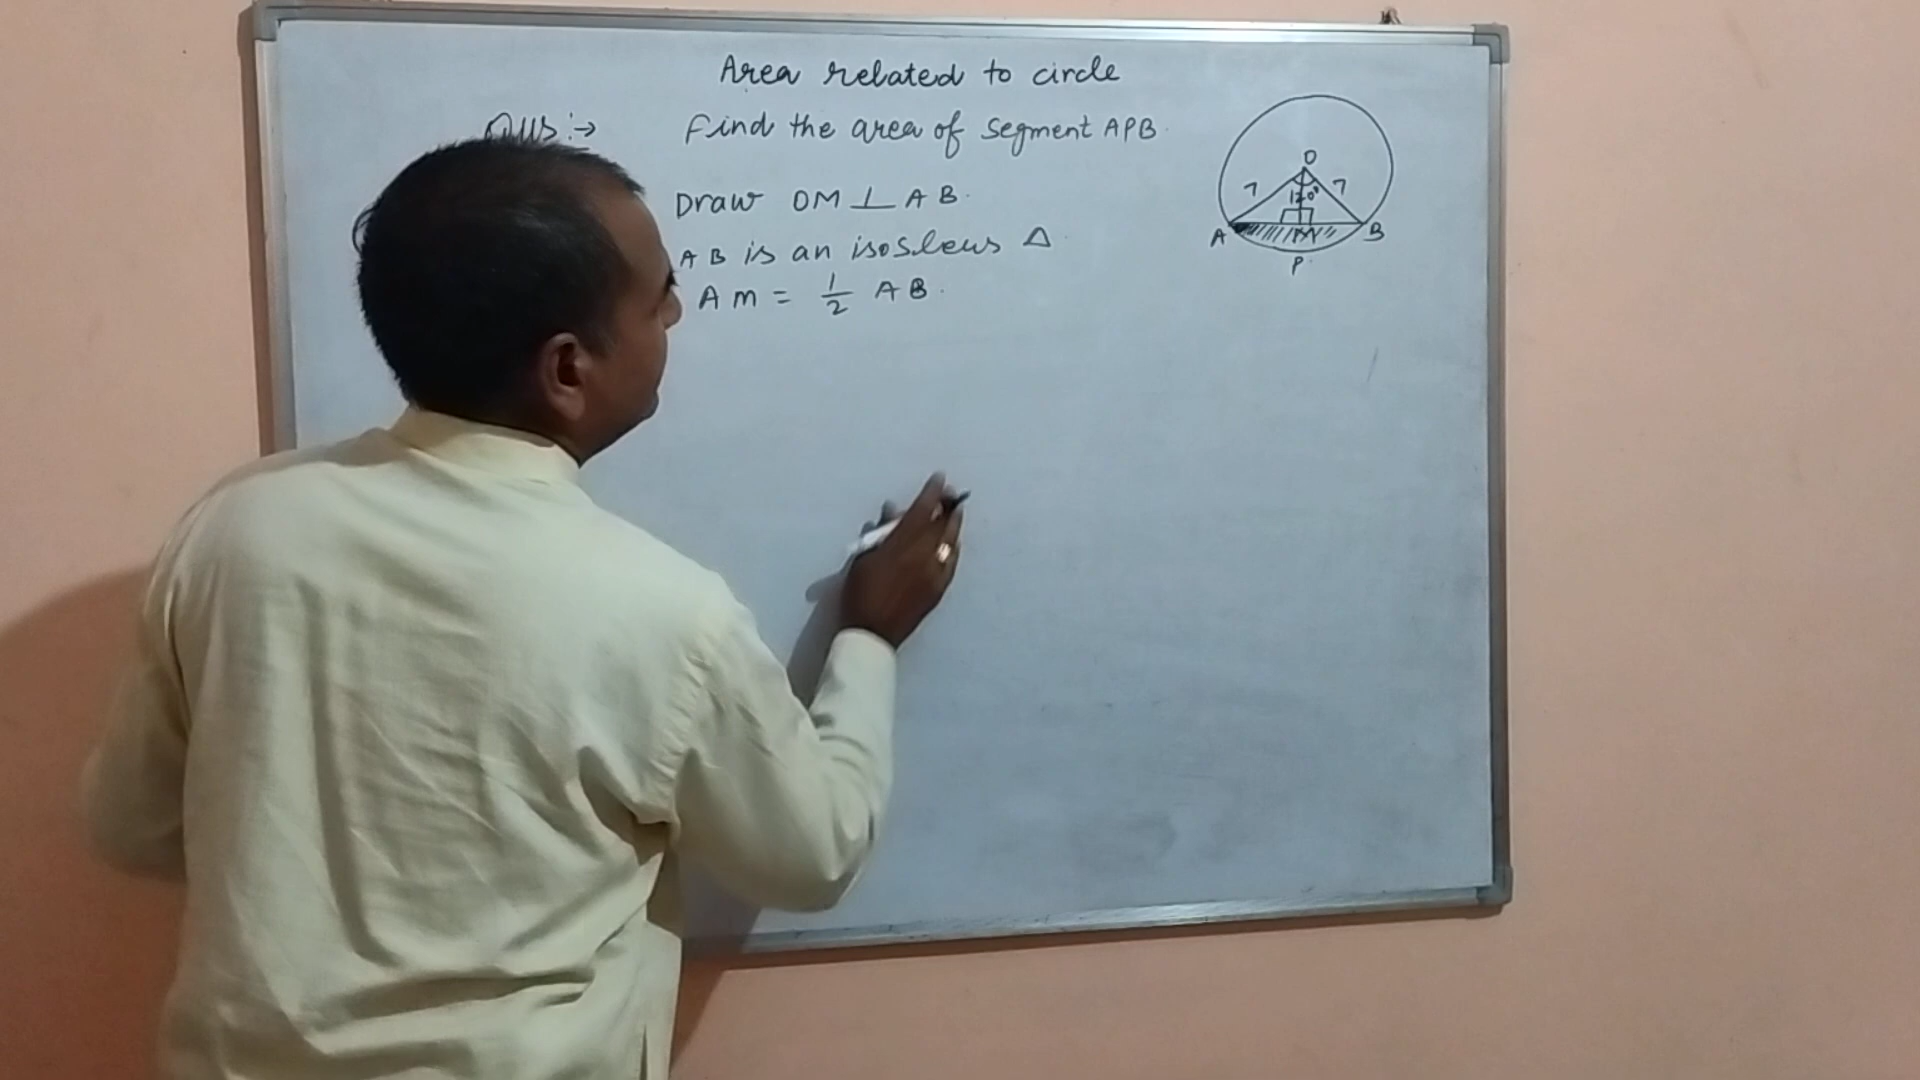 Area related to circle
Ques :→ Find the area of segment APB.
Draw OM ⊥ AB.
AB is an isosleus Δ
AM = 1/2 AB.
O
7 7
120°
A M B
P